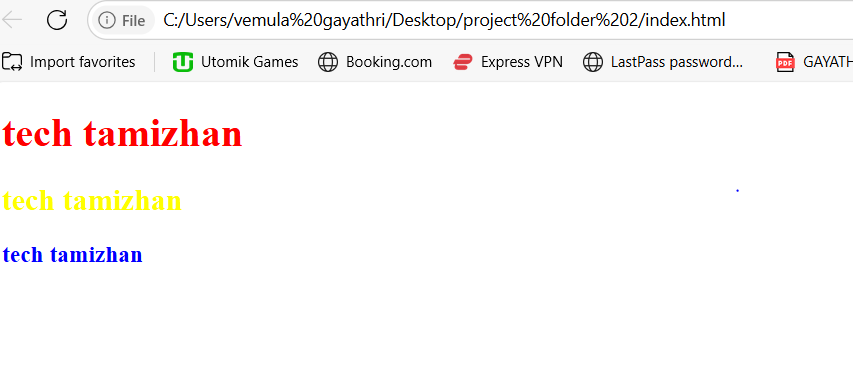 File C:/Users/vemula%20gayathri/Desktop/project%20folder%202/index.html
Import favorites Utomik Games Booking.com Express VPN LastPass password... PDF GAYATH
tech tamizhan
tech tamizhan
tech tamizhan